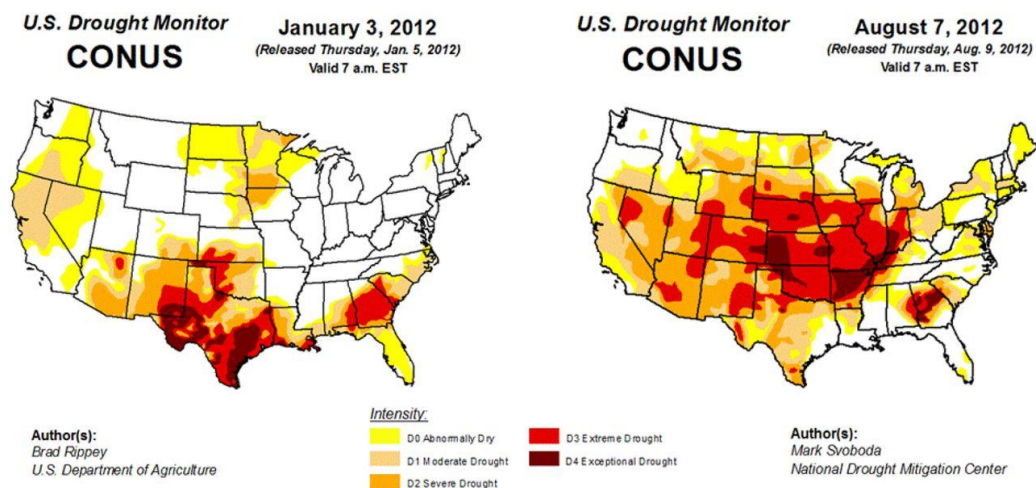 U.S. Drought Monitor
CONUS
January 3, 2012
(Released Thursday, Jan. 5, 2012)
Valid 7 a.m. EST
U.S. Drought Monitor
CONUS
August 7, 2012
(Released Thursday, Aug. 9, 2012)
Valid 7 a.m. EST
Intensity:
D0 Abnormally Dry
D1 Moderate Drought
D2 Severe Drought
D3 Extreme Drought
D4 Exceptional Drought
Author(s):
Brad Rippey
U.S. Department of Agriculture
Author(s):
Mark Svoboda
National Drought Mitigation Center